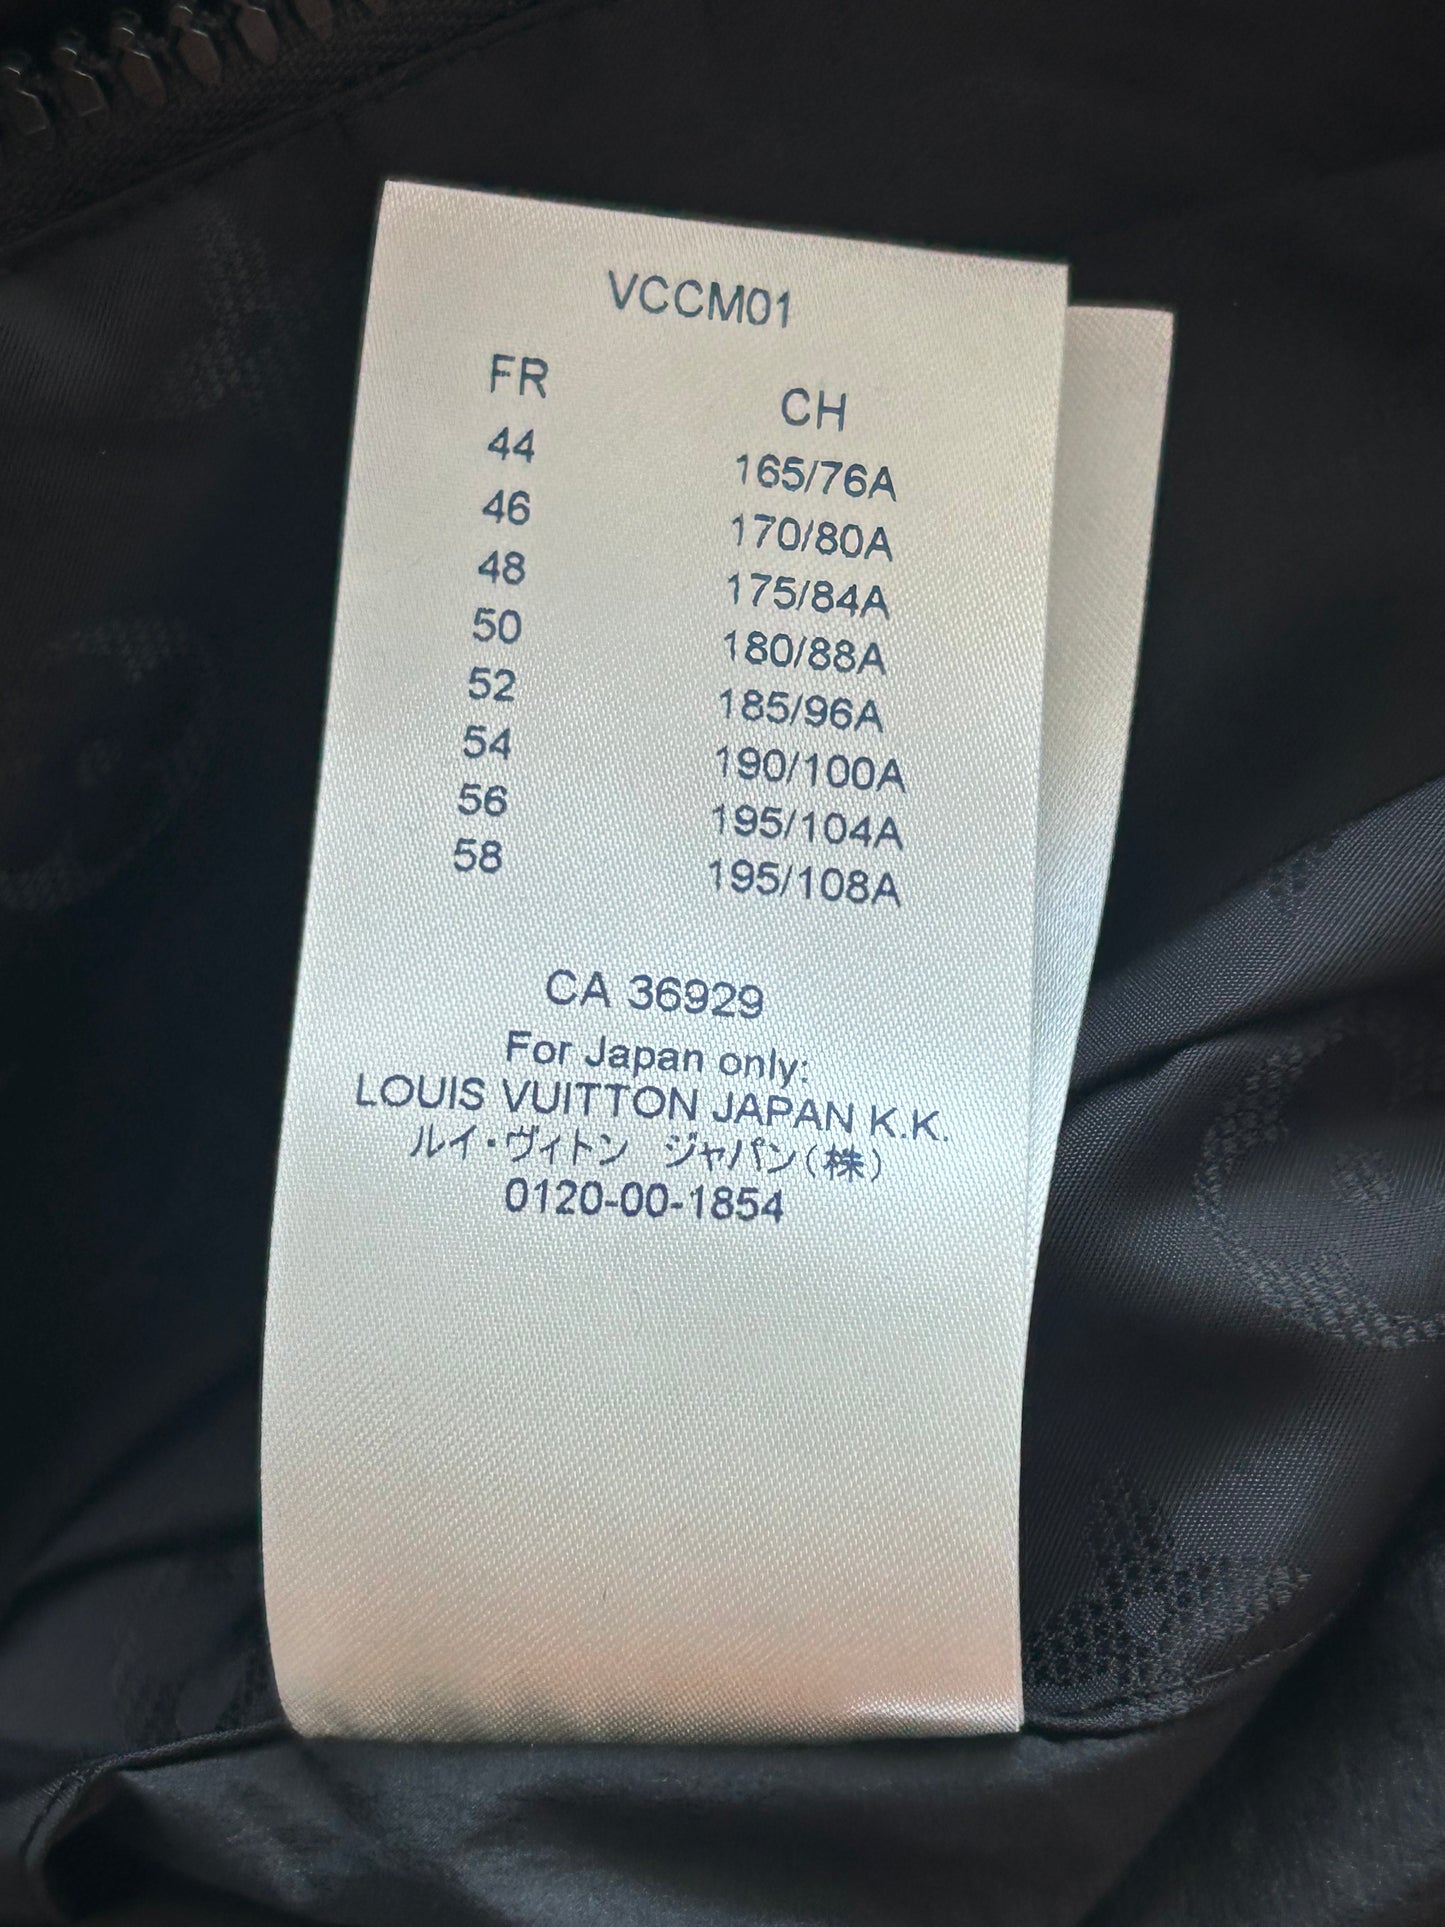 VCCM01
FR CH
44 165/76A
46 170/80A
48 175/84A
50 180/88A
52 185/96A
54 190/100A
56 195/104A
58 195/108A
CA 36929
For Japan only:
LOUIS VUITTON JAPAN K.K.
ルイ・ヴィトン ジャパン(株)
0120-00-1854